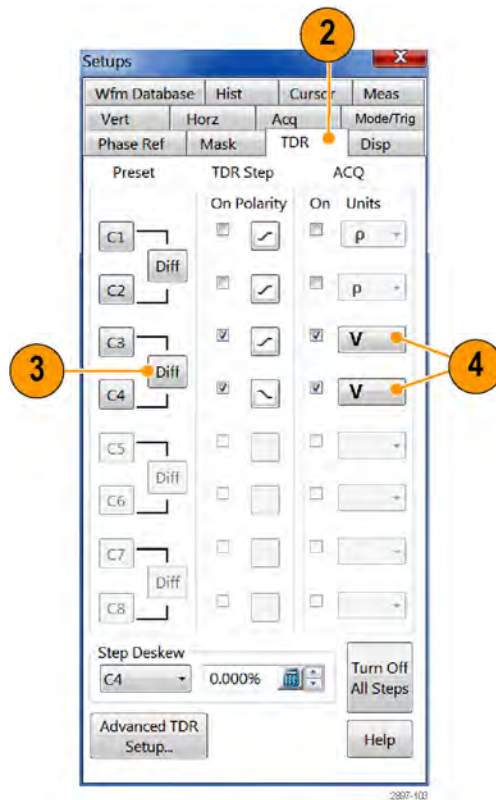 2
Setups
X
Wfm Database Hist Cursor Meas
Vert Horz Acq Mode/Trig
Phase Ref Mask TDR Disp
Preset TDR Step ACQ
On Polarity On Units
C1 ρ
Diff
C2 ρ
C3 V
3 Diff 4
C4 V
C5
Diff
C6
C7
Diff
C8
Step Deskew
C4 0.000% Turn Off
All Steps
Advanced TDR
Setup... Help
2897-103